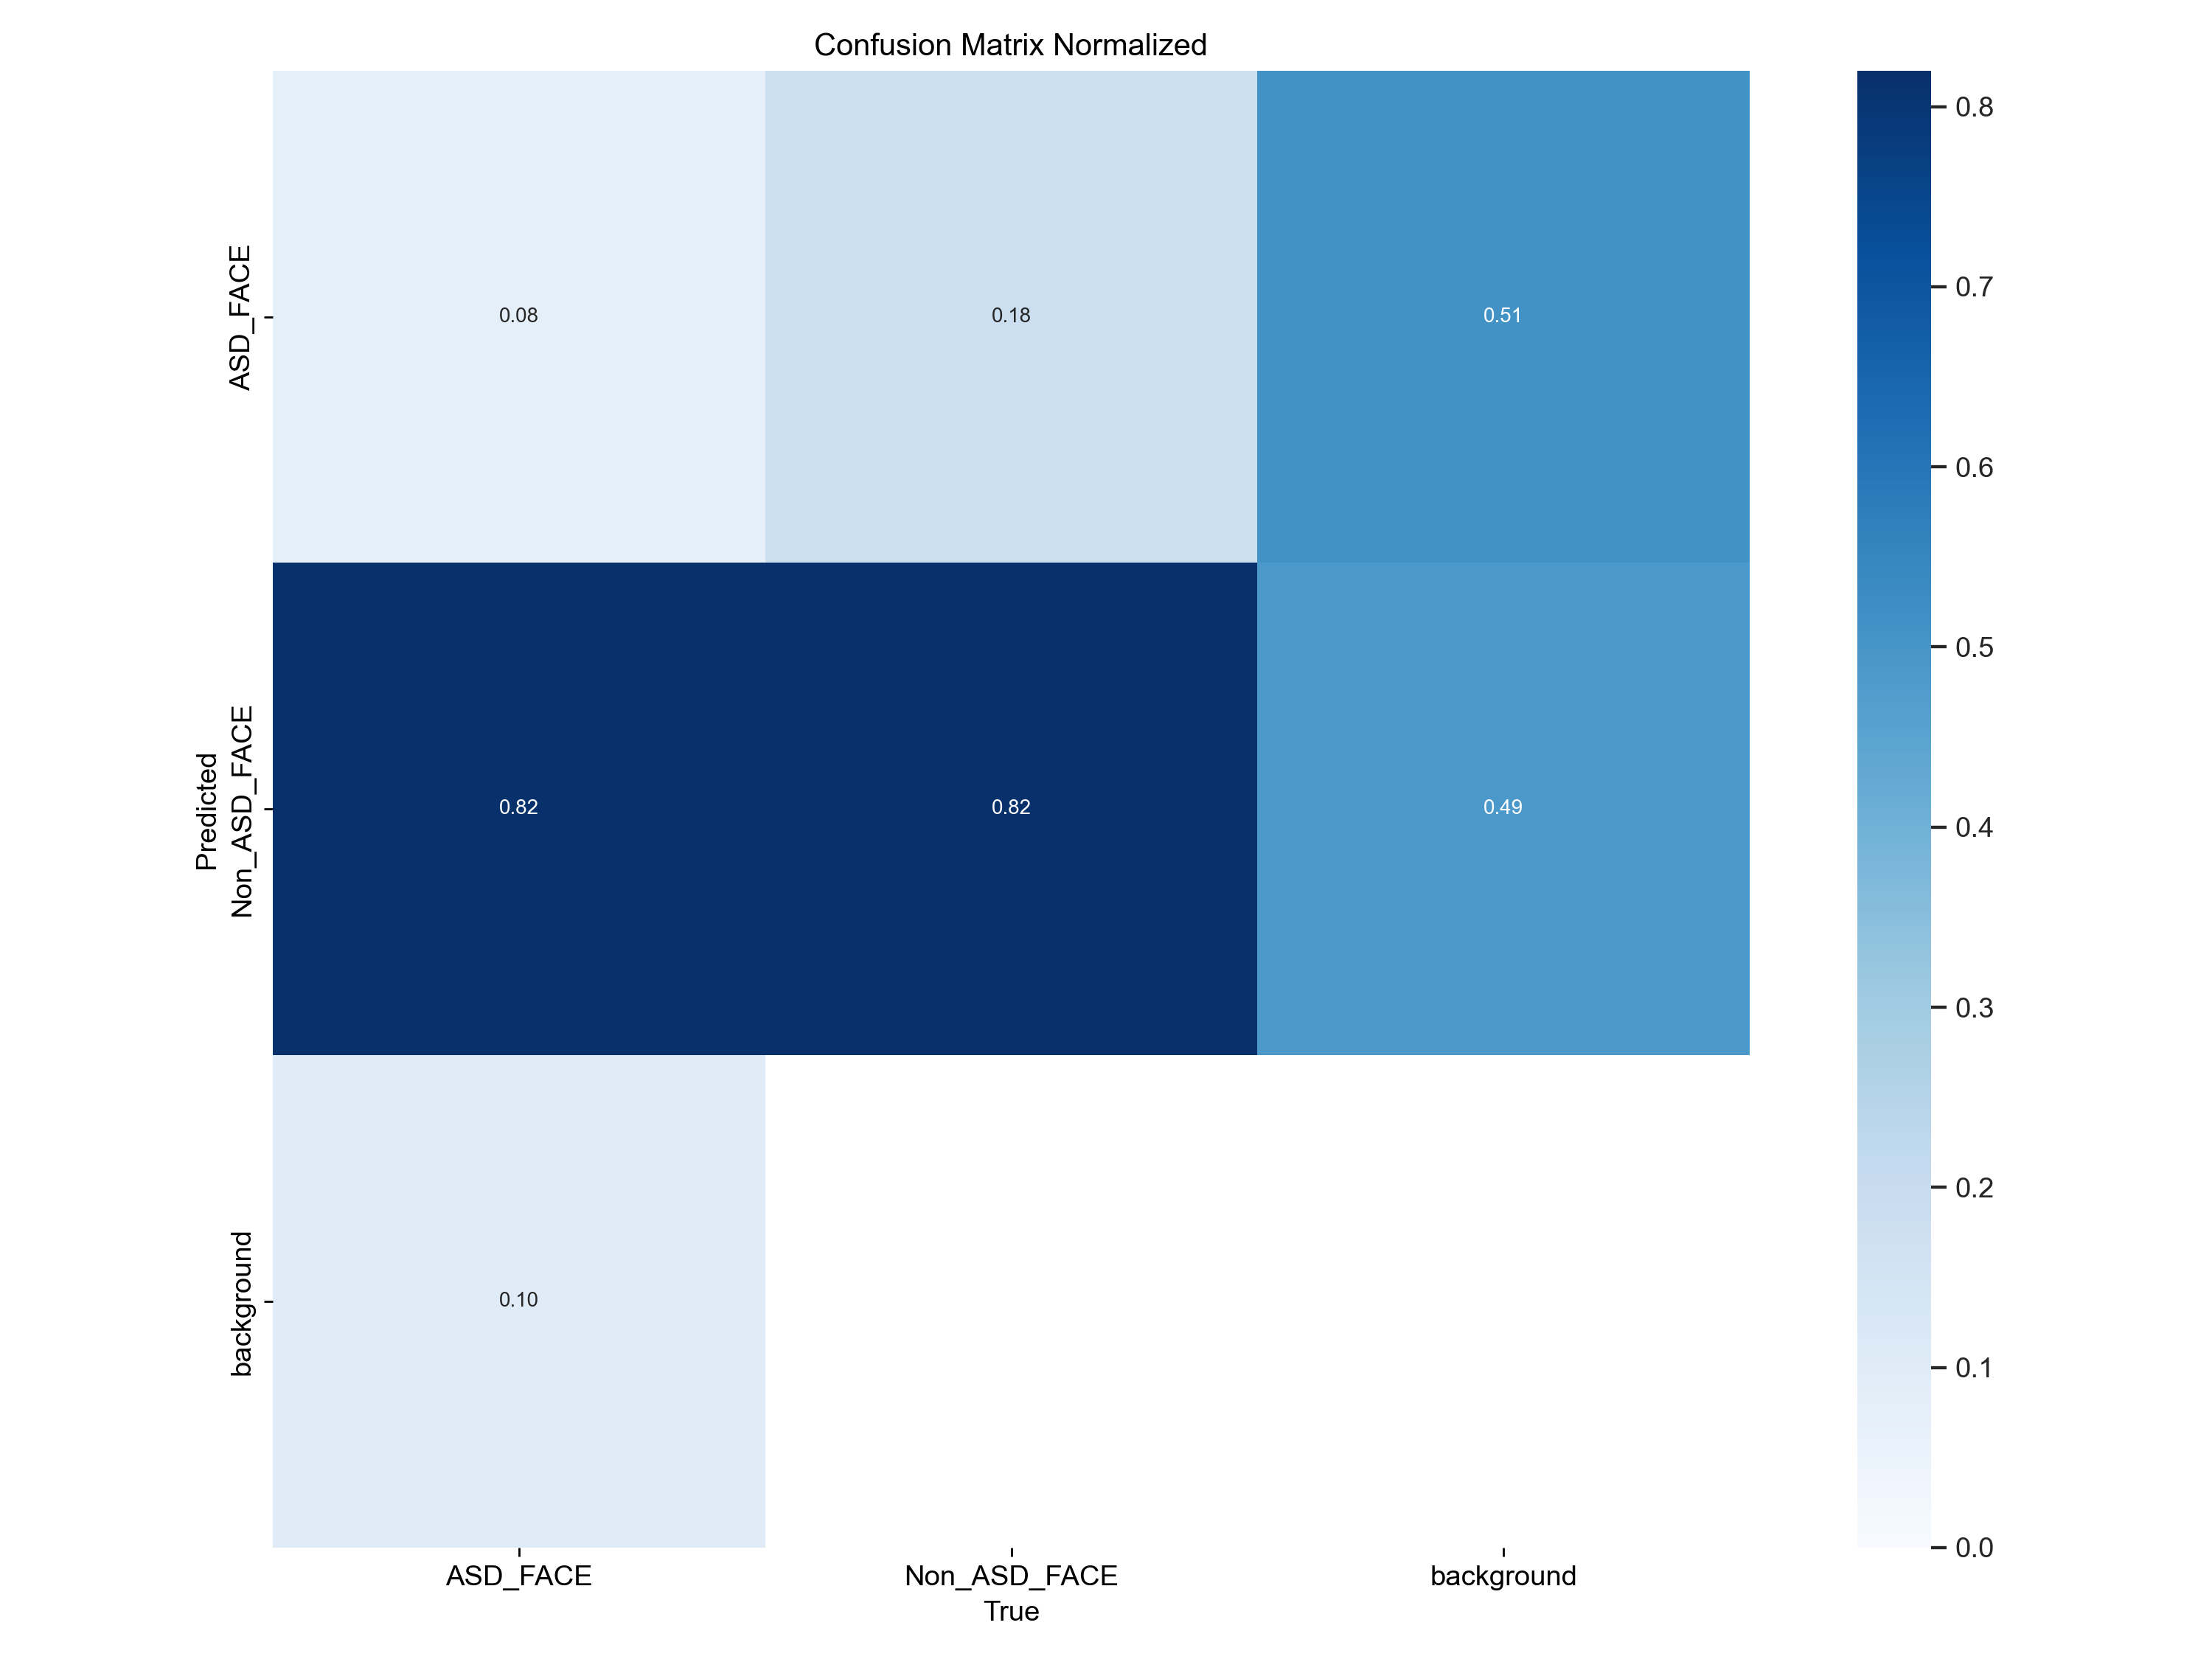 Confusion Matrix Normalized
ASD_FACE
0.08
0.18
0.51
Predicted
Non_ASD_FACE
0.82
0.82
0.49
background
0.10
ASD_FACE
Non_ASD_FACE
background
True
0.8
0.7
0.6
0.5
0.4
0.3
0.2
0.1
0.0